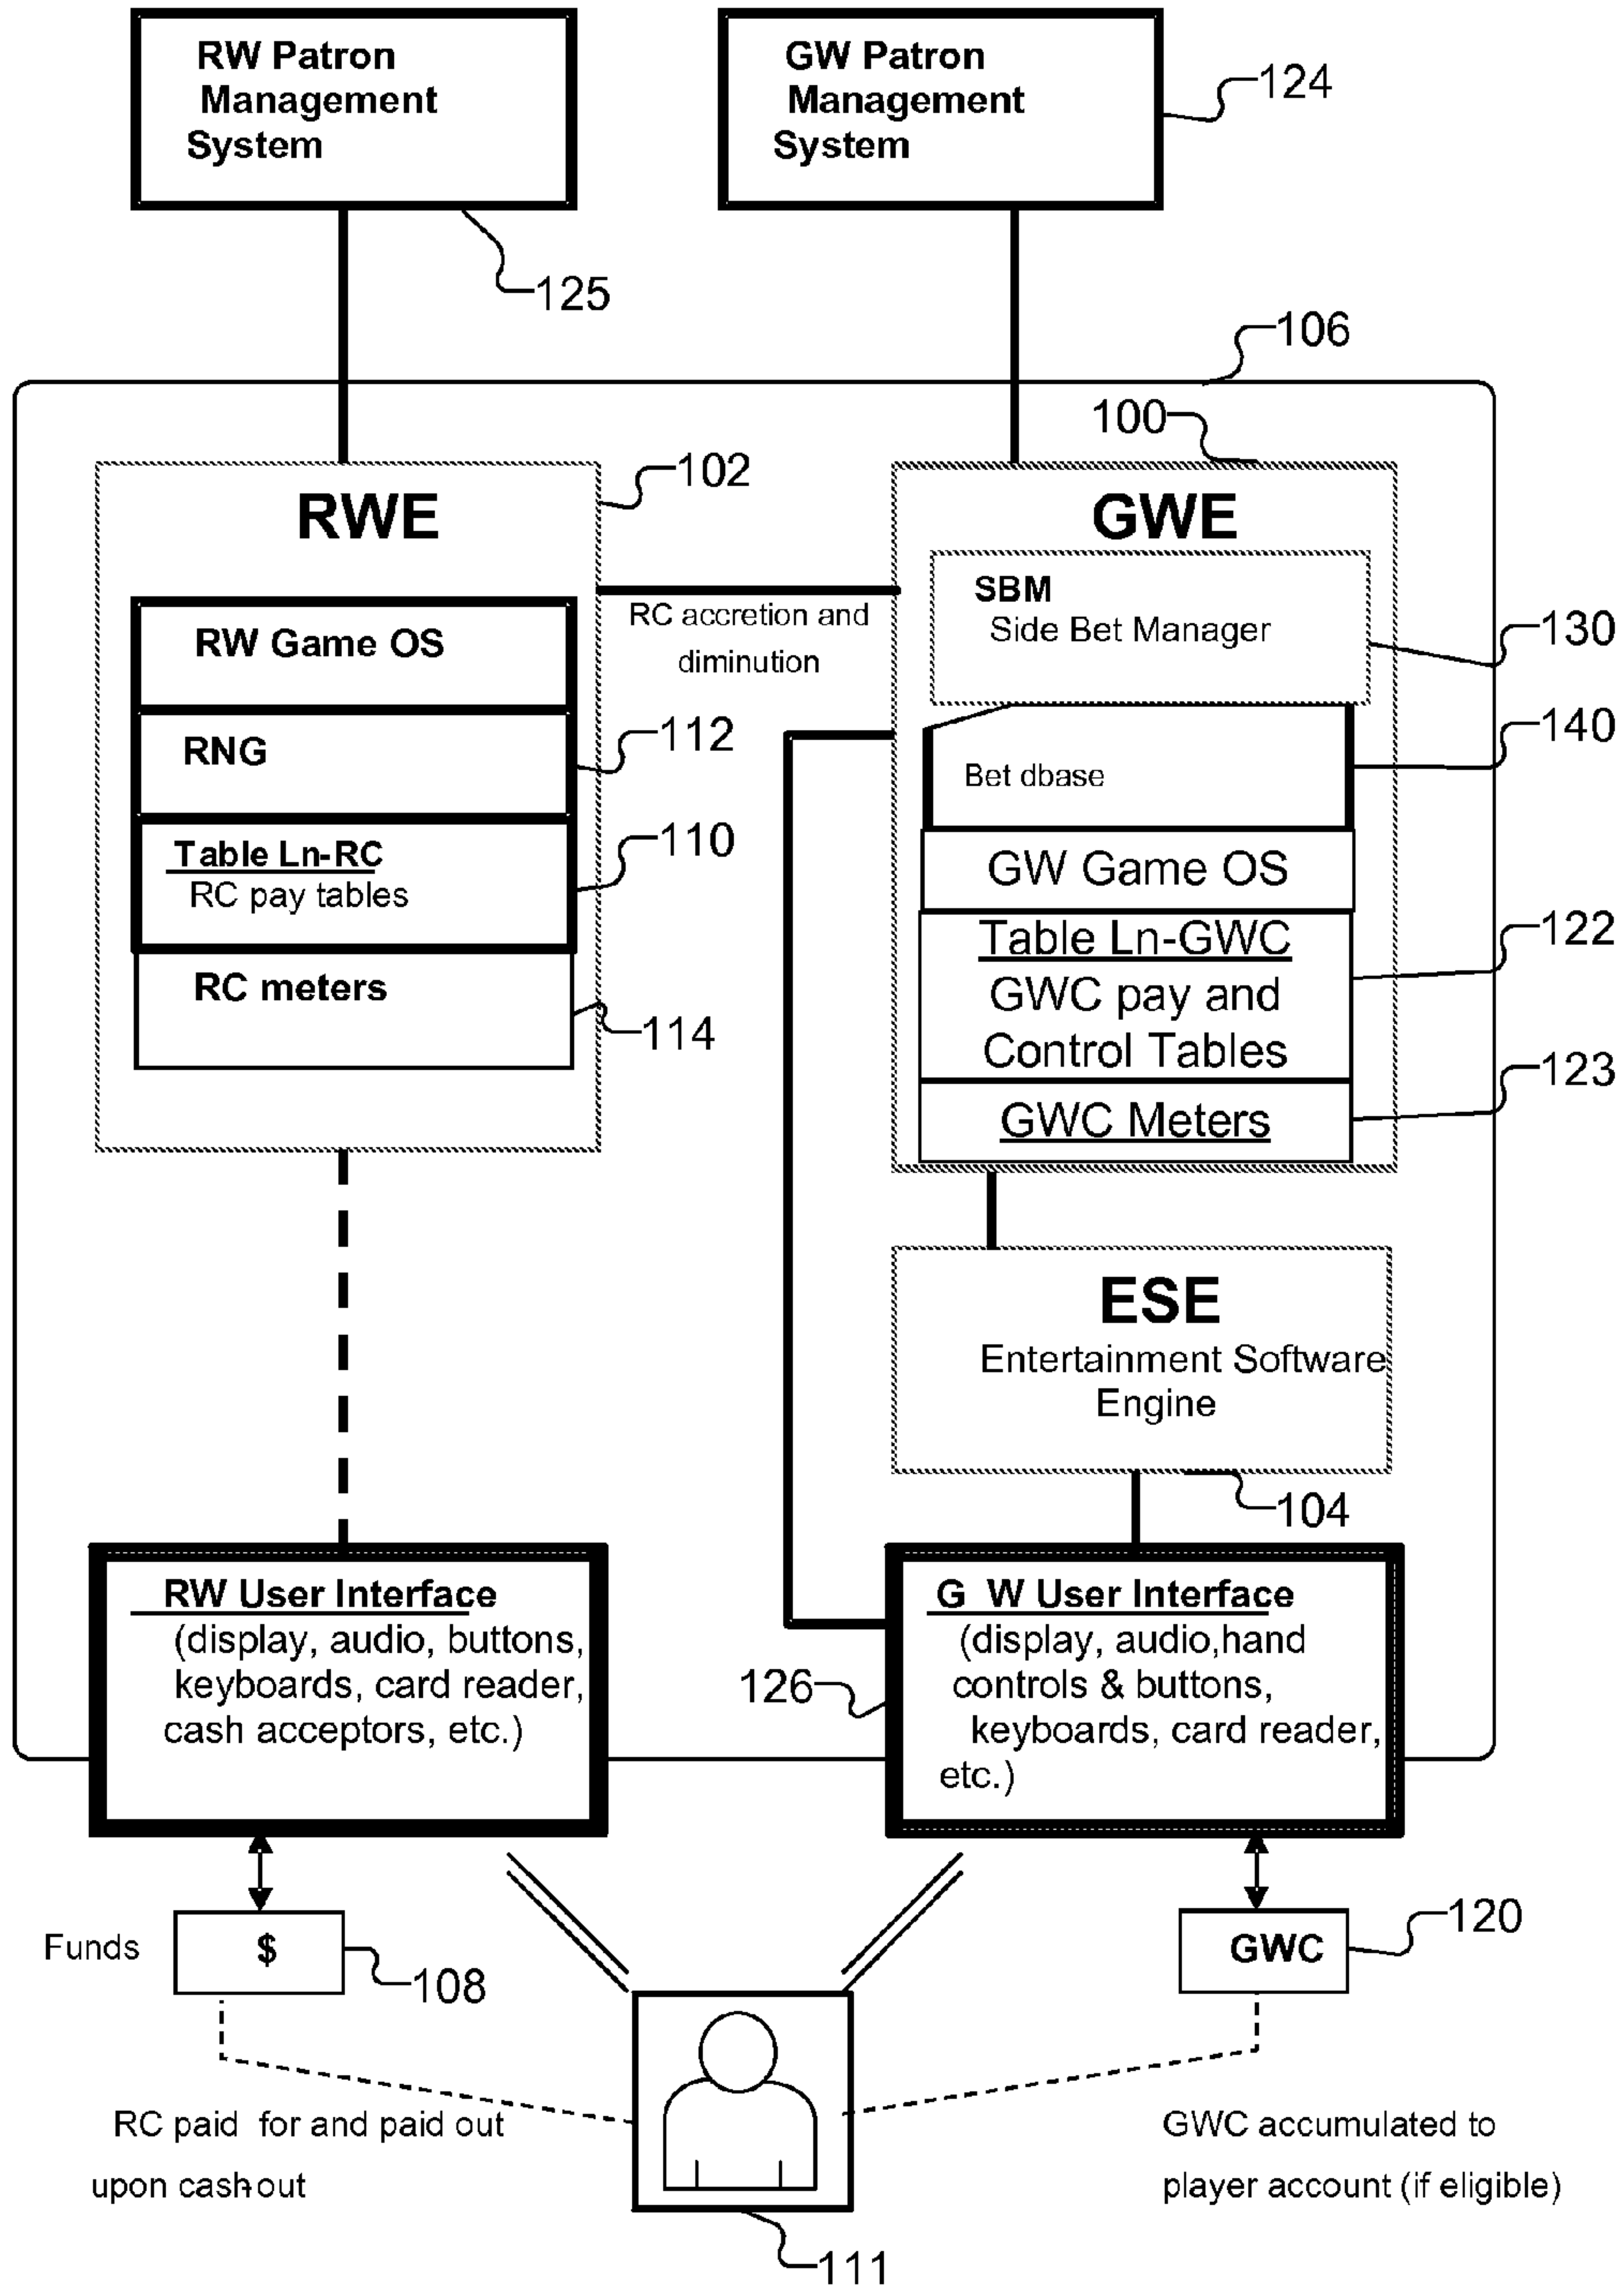 RW Patron
Management
System
GW Patron
Management
System
124
125
106
100
102
RWE
GWE
SBM
Side Bet Manager
130
RC accretion and
diminution
RW Game OS
RNG
112
140
Bet dbase
Table Ln-RC
RC pay tables
110
GW Game OS
Table Ln-GWC
GWC pay and
Control Tables
122
RC meters
114
GWC Meters
123
ESE
Entertainment Software
Engine
104
RW User Interface
(display, audio, buttons,
keyboards, card reader,
cash acceptors, etc.)
G W User Interface
(display, audio,hand
controls & buttons,
keyboards, card reader,
etc.)
126
Funds
$
108
GWC
120
RC paid for and paid out
upon cash-out
GWC accumulated to
player account (if eligible)
111